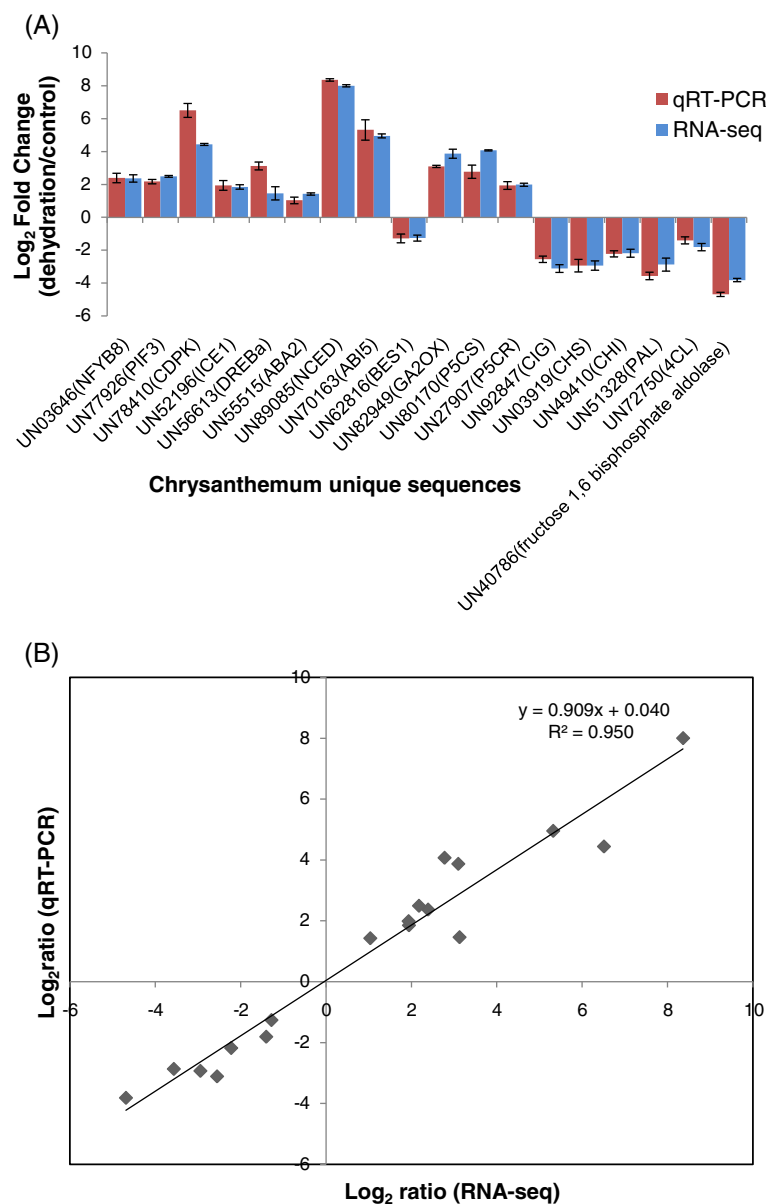 (A)
10
8
6
4
2
0
-2
-4
-6
Log2 Fold Change
(dehydration/control)
qRT-PCR
RNA-seq
UN03646(NFYB8)
UN77926(PIF3)
UN78410(CDPK)
UN52196(ICE1)
UN56613(DREBa)
UN55515(ABA2)
UN89085(NCED)
UN70163(ABI5)
UN62816(BES1)
UN82949(GA2OX)
UN80170(P5CS)
UN27907(P5CR)
UN92847(CIG)
UN03919(CHS)
UN49410(CHI)
UN51328(PAL)
UN72750(4CL)
UN40786(fructose 1,6 bisphosphate aldolase)
Chrysanthemum unique sequences
(B)
10
8
6
4
2
0
-2
-4
-6
y = 0.909x + 0.040
R² = 0.950
Log2ratio (qRT-PCR)
-6 -4 -2 0 2 4 6 8 10
Log2 ratio (RNA-seq)